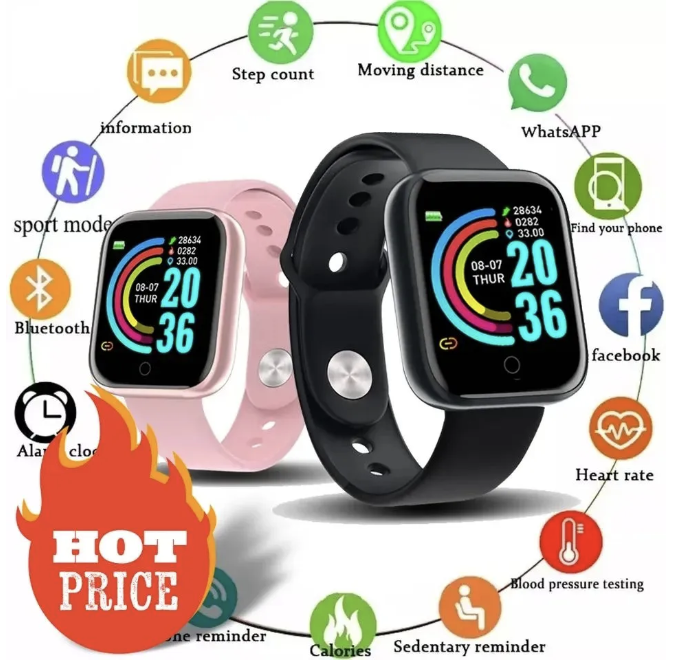 Step count
Moving distance
information
WhatsAPP
sport mode
Find your phone
Bluetooth
facebook
28634
0282
33.00
08-07
THUR
20
36
28634
0282
33.00
08-07
THUR
20
36
Heart rate
HOT
PRICE
Blood pressure testing
reminder
Calories
Sedentary reminder